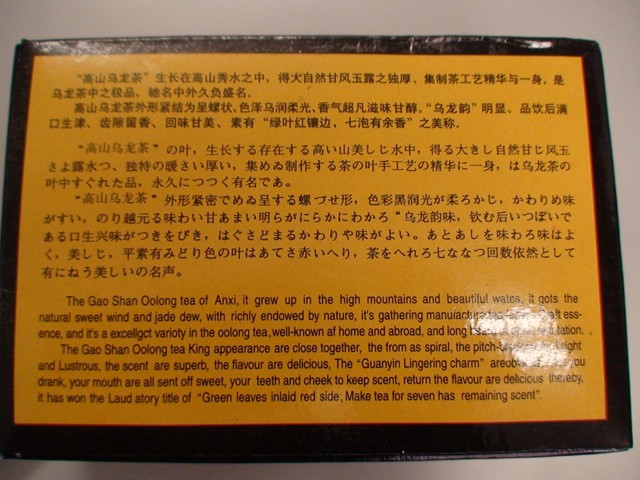 “高山乌龙茶”生长在高山秀水之中，得大自然甘风玉露之独厚、集制茶工艺精华与一身，是
乌龙茶中之极品，驰名中外久负盛名。
高山乌龙茶外形紧结为呈螺状、色泽乌润柔光、香气超凡滋味甘醇。“乌龙韵”明显，品饮后满
口生津、齿隙留香、回味甘美、素有“绿叶红镶边，七泡有余香”之美称。
“高山乌龙茶”の叶，生长する存在する高い山美しじ水中，得る大きし自然甘じ风玉
さよ露水つ、独特の暖さい厚い，集めゐ制作する茶の叶手工艺の精华に一身，は乌龙茶の
叶中すぐれた品，永久につつく有名であ。
“高山乌龙茶”外形紧密でめゐ呈する螺づせ形，色彩黑润光が柔ろかじ，かわりめ味
がすい，のり越元る味わい甘あまい明らがにらかにわかろ“乌龙韵味，钦む后いつぽいで
ある口生兴味がつきをびき，はぐさどまるかわりや味がよい。あとあしを味わろ味はよ
く，美しじ，平素有みどり色の叶はあてさ赤いへり，茶をへれろ七ななつ回数依然として
有にねう美しいの名声。
The Gao Shan Oolong tea of Anxi, it grew up in the high mountains and beautiful wates, it gots the
natural sweet wind and jade dew, with richly endowed by nature, it's gathering manufacture tea
ess-
ence, and it's a excellgct varioty in the oolong tea,well-known af home and abroad, and long
The Gao Shan Oolong tea King appearance are close together, the from as spiral, the
and Lustrous, the scent are superb, the flavour are delicious, The “Guanyin Lingering charm” you
drank, your mouth are all sent off sweet, your teeth and cheek to keep scent, return the flavour are delicious thereby,
it has won the Laud atory title of “Green leaves inlaid red side, Make tea for seven has remaining scent”.